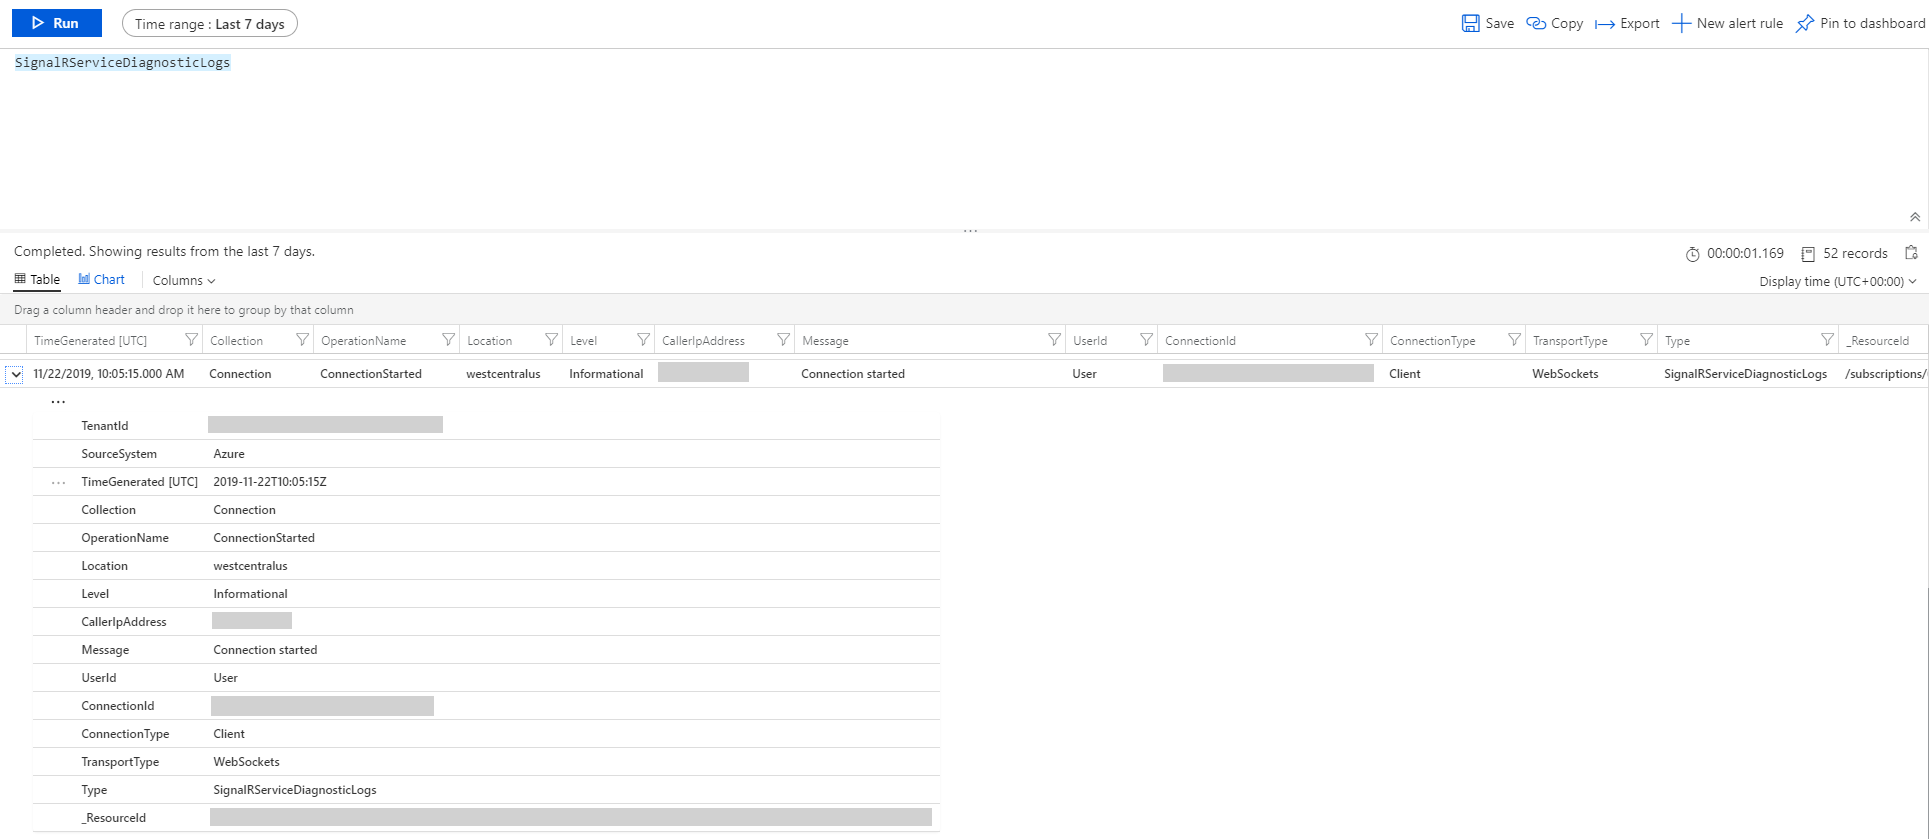 Run Time range : Last 7 days Save Copy Export New alert rule Pin to dashboard
SignalRServiceDiagnosticLogs
Completed. Showing results from the last 7 days. 00:00:01.169 52 records
Table Chart Columns Display time (UTC+00:00)
Drag a column header and drop it here to group by that column
TimeGenerated [UTC] Collection OperationName Location Level CallerIpAddress Message UserId ConnectionId ConnectionType TransportType Type _ResourceId
11/22/2019, 10:05:15.000 AM Connection ConnectionStarted westcentralus Informational Connection started User Client WebSockets SignalRServiceDiagnosticLogs /subscriptions/
...
TenantId
SourceSystem Azure
... TimeGenerated [UTC] 2019-11-22T10:05:15Z
Collection Connection
OperationName ConnectionStarted
Location westcentralus
Level Informational
CallerIpAddress
Message Connection started
UserId User
ConnectionId
ConnectionType Client
TransportType WebSockets
Type SignalRServiceDiagnosticLogs
_ResourceId